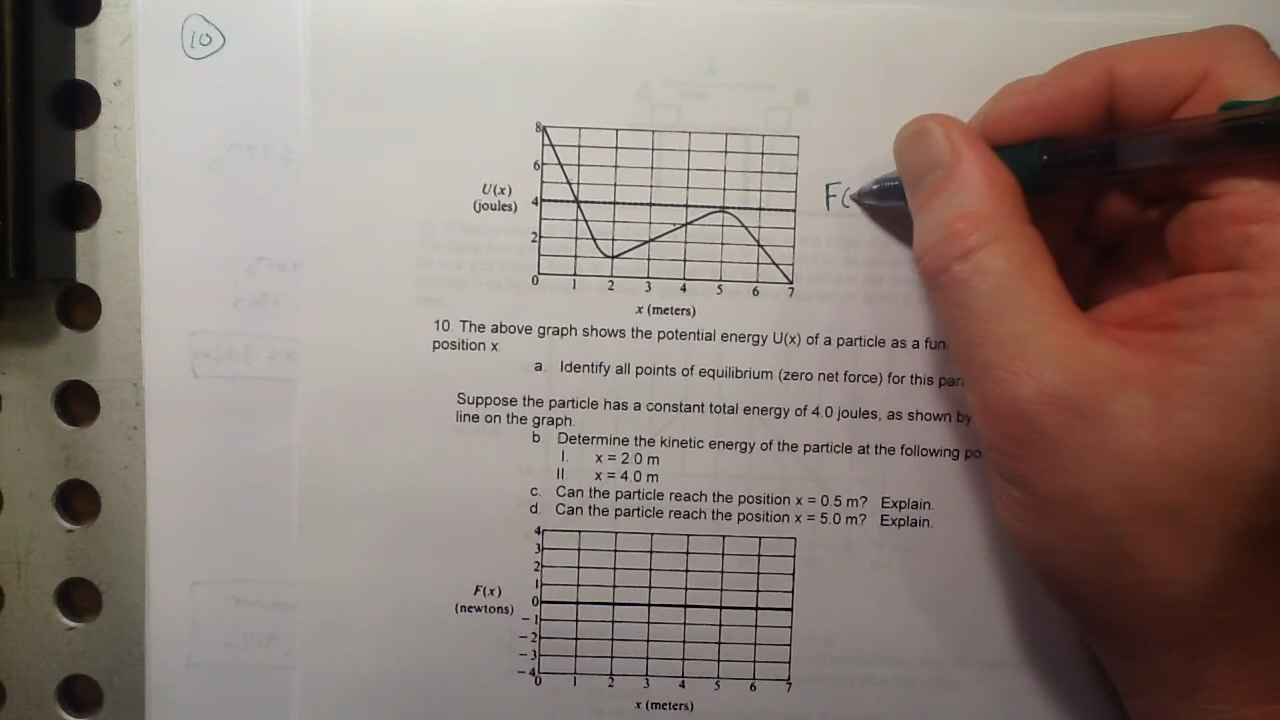 10
8
6
U(x)
(joules)
4
2
0
1 2 3 4 5 6 7
x (meters)
F(
10. The above graph shows the potential energy U(x) of a particle as a fun
position x.
a. Identify all points of equilibrium (zero net force) for this par
Suppose the particle has a constant total energy of 4.0 joules, as shown by
line on the graph.
b. Determine the kinetic energy of the particle at the following po
I. x = 2.0 m
II. x = 4.0 m
c. Can the particle reach the position x = 0.5 m? Explain.
d. Can the particle reach the position x = 5.0 m? Explain.
4
3
2
1
F(x)
(newtons)
0
-1
-2
-3
-4
0 1 2 3 4 5 6 7
x (meters)